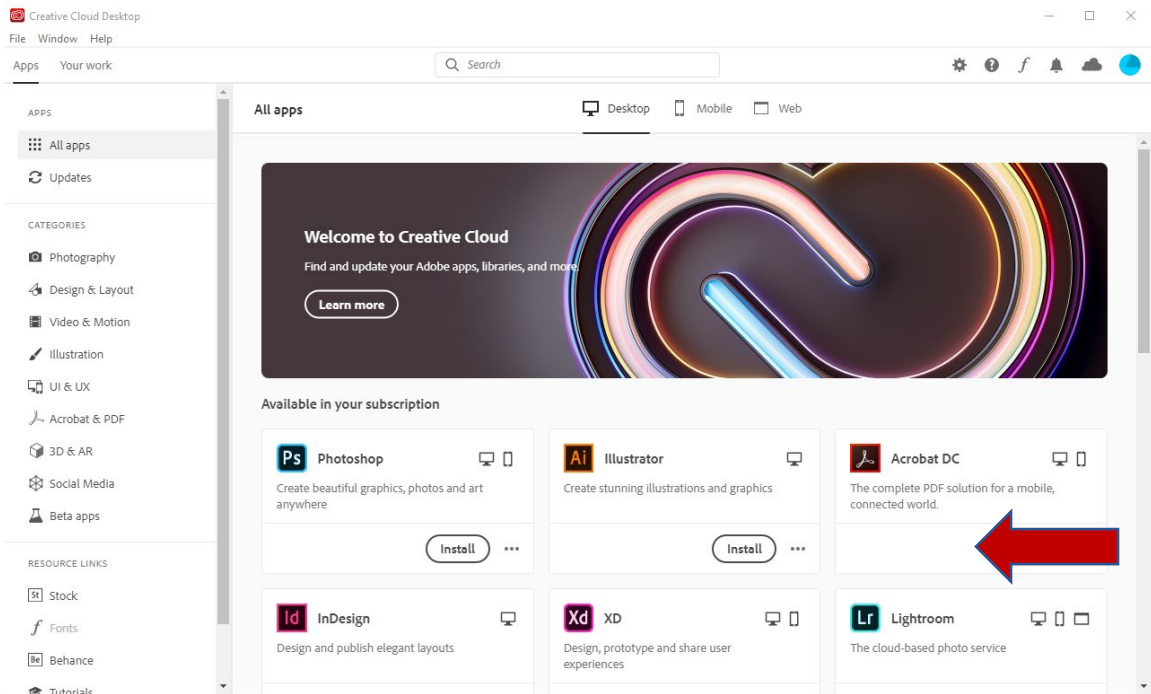 Creative Cloud Desktop
File Window Help
Apps Your work Search f
APPS
All apps
Updates
CATEGORIES
Photography
Design & Layout
Video & Motion
Illustration
UI & UX
Acrobat & PDF
3D & AR
Social Media
Beta apps
RESOURCE LINKS
St Stock
f Fonts
Be Behance
Tutorials
All apps Desktop Mobile Web
Welcome to Creative Cloud
Find and update your Adobe apps, libraries, and more.
Learn more
Available in your subscription
Ps Photoshop
Create beautiful graphics, photos and art
anywhere
Install
Ai Illustrator
Create stunning illustrations and graphics
Install
Acrobat DC
The complete PDF solution for a mobile,
connected world.
Id InDesign
Design and publish elegant layouts
Xd XD
Design, prototype and share user
experiences
Lr Lightroom
The cloud-based photo service